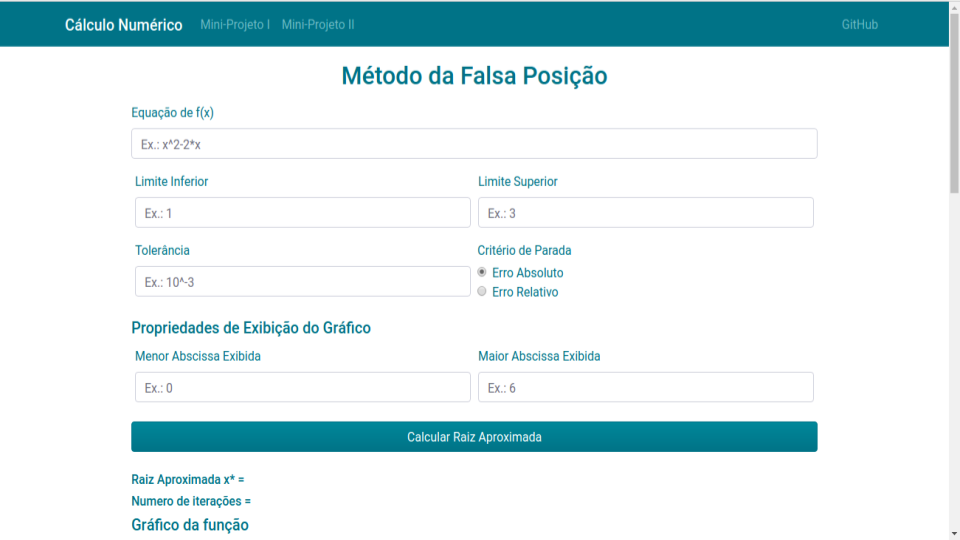 Cálculo Numérico Mini-Projeto I Mini-Projeto II GitHub
Método da Falsa Posição
Equação de f(x)
Ex.: x^2-2*x
Limite Inferior Limite Superior
Ex.: 1 Ex.: 3
Tolerância Critério de Parada
Ex.: 10^-3 Erro Absoluto
Erro Relativo
Propriedades de Exibição do Gráfico
Menor Abscissa Exibida Maior Abscissa Exibida
Ex.: 0 Ex.: 6
Calcular Raiz Aproximada
Raiz Aproximada x* =
Numero de iterações =
Gráfico da função